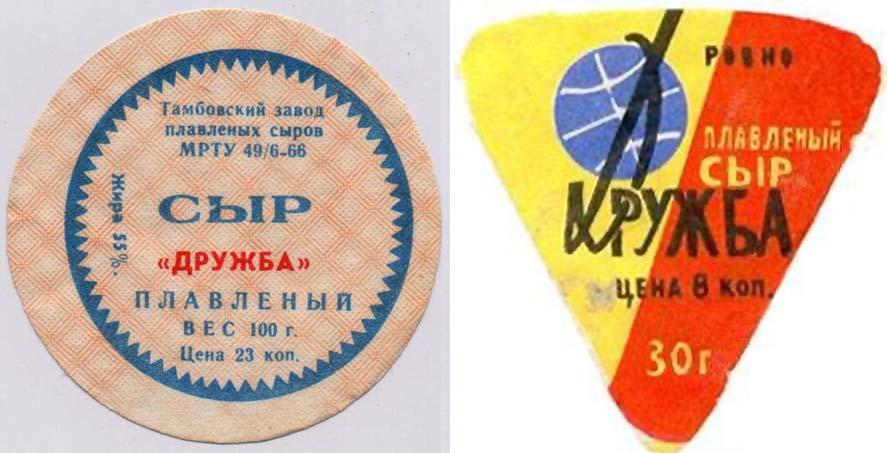 Тамбовский завод
плавленых сыров
МРТУ 49/6-66
Жира 55%.
СЫР
«ДРУЖБА»
ПЛАВЛЕНЫЙ
ВЕС 100 г.
Цена 23 коп.
РОВНО
ПЛАВЛЕНЫЙ
СЫР
ДРУЖБА
ЦЕНА 8 коп.
30 г